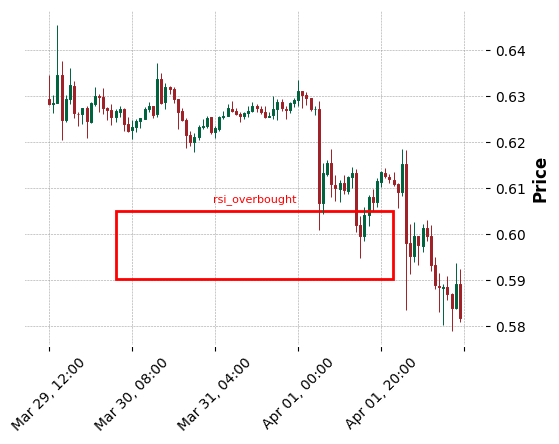 0.64
0.63
0.62
0.61
0.60
0.59
0.58
Price
rsi_overbought
Mar 29, 12:00
Mar 30, 08:00
Mar 31, 04:00
Apr 01, 00:00
Apr 01, 20:00